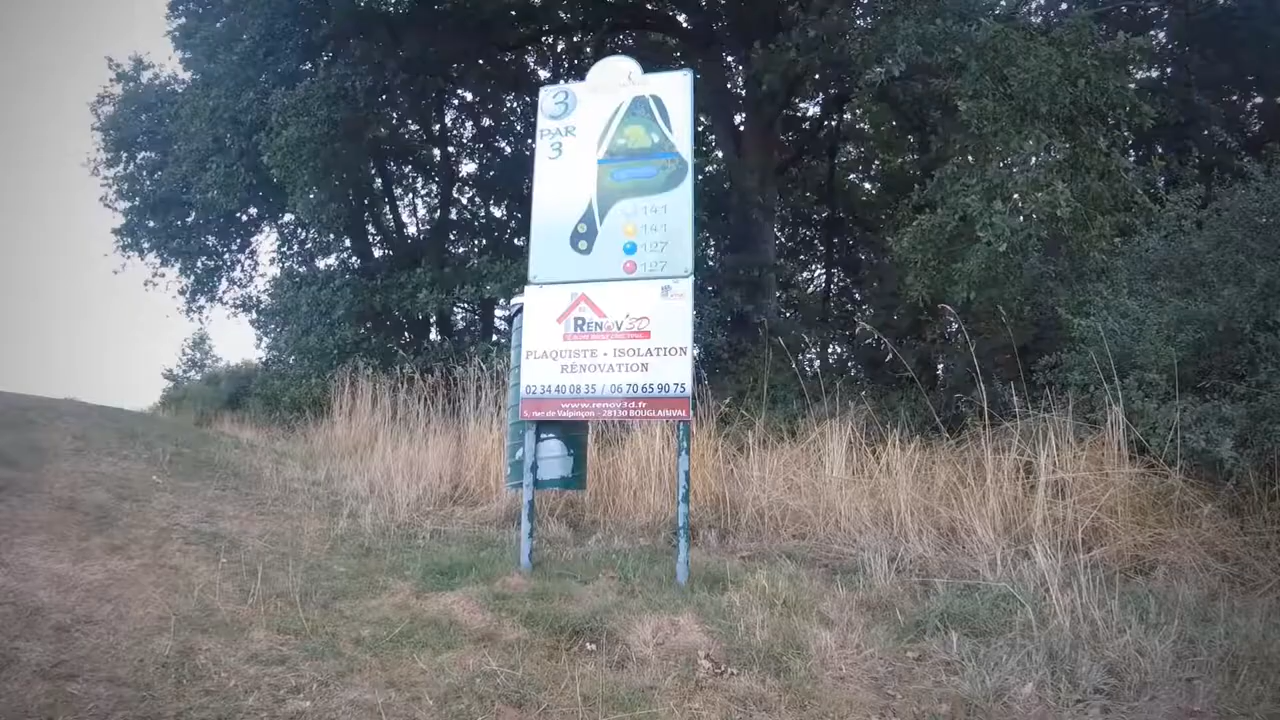 3
PAR
3
141
141
127
127
RÉNOV'3D
PLAQUISTE • ISOLATION
RÉNOVATION
02 34 40 08 35 / 06 70 65 90 75
www.renov3d.fr
5, rue de Valpinçon - 28130 BOUGLAINVAL